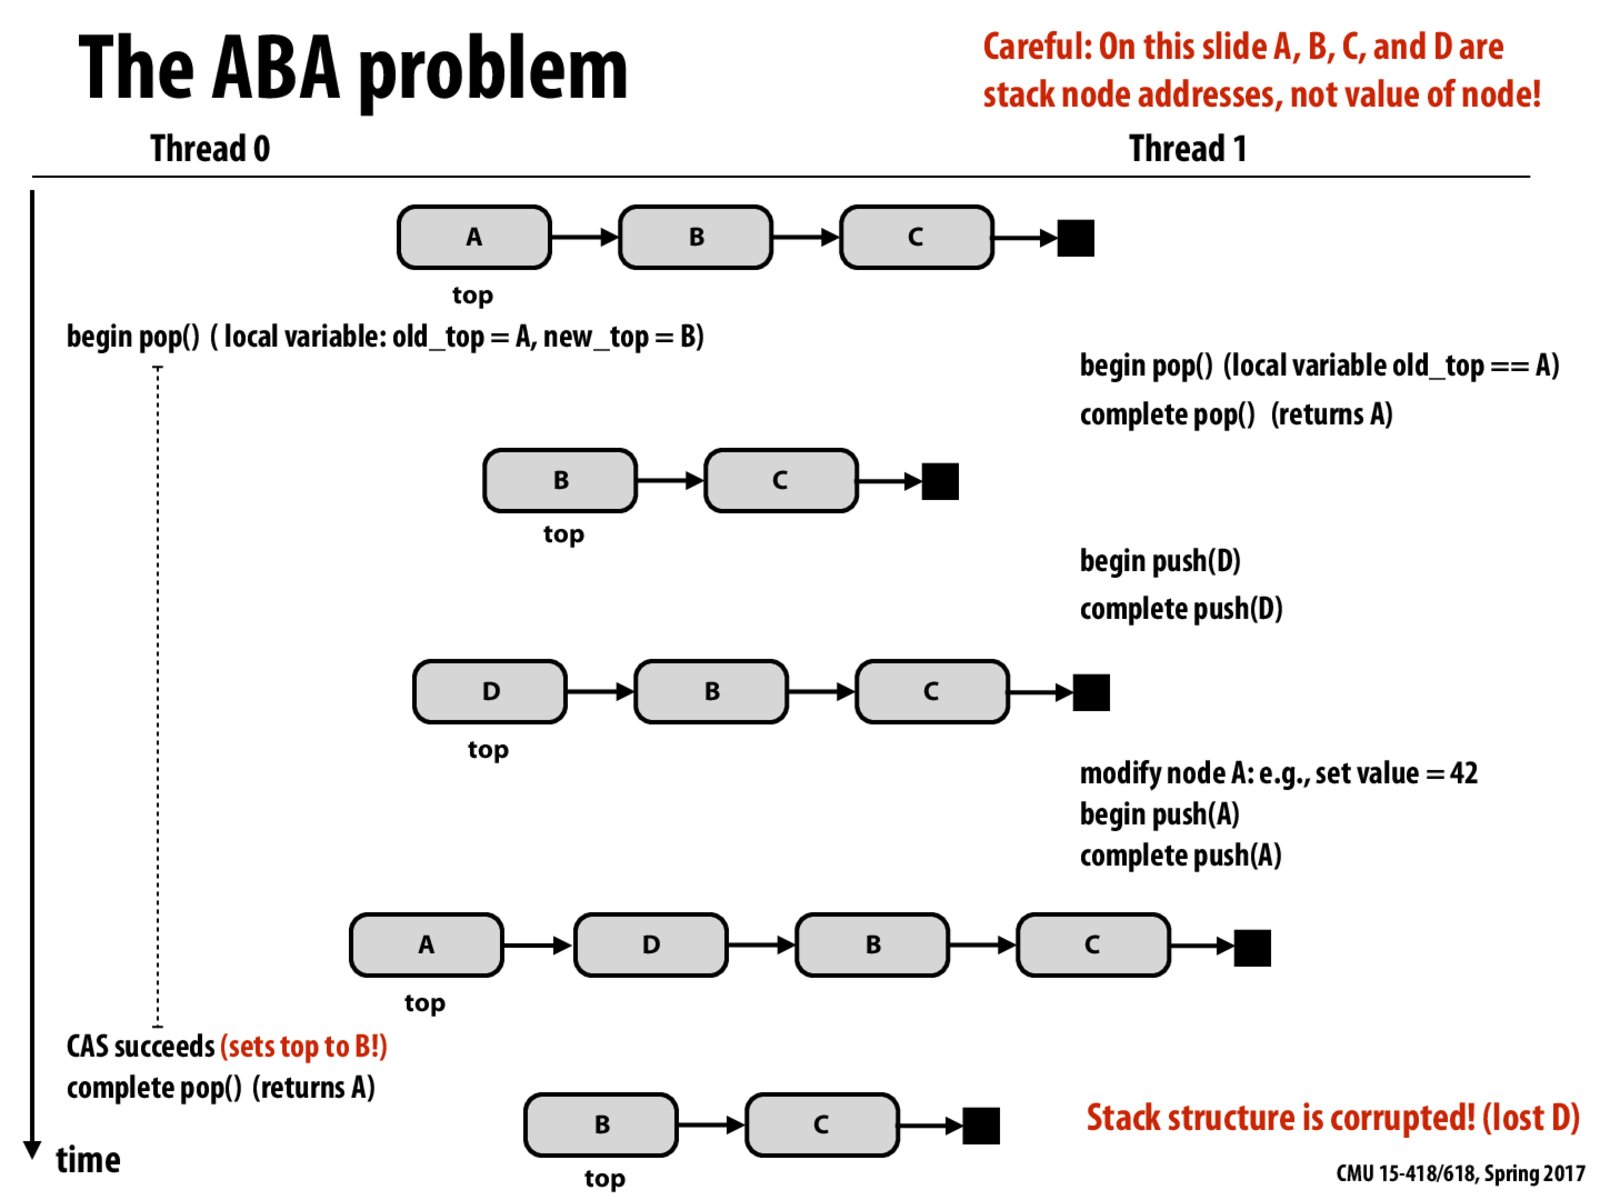 The ABA problem
Careful: On this slide A, B, C, and D are
stack node addresses, not value of node!
Thread 0
Thread 1
A
B
C
top
begin pop() ( local variable: old_top = A, new_top = B)
begin pop() (local variable old_top == A)
complete pop() (returns A)
B
C
top
begin push(D)
complete push(D)
D
B
C
top
modify node A: e.g., set value = 42
begin push(A)
complete push(A)
A
D
B
C
top
CAS succeeds (sets top to B!)
complete pop() (returns A)
B
C
top
Stack structure is corrupted! (lost D)
time
CMU 15-418/618, Spring 2017